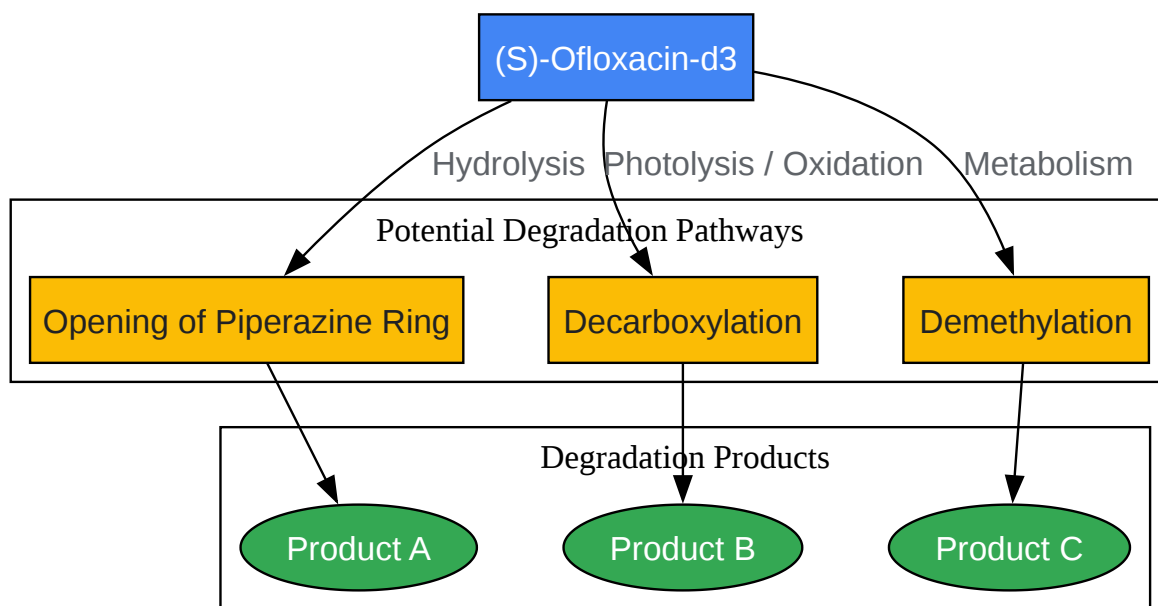 (S)-Ofloxacin-d3
Hydrolysis
Photolysis / Oxidation
Metabolism
Potential Degradation Pathways
Opening of Piperazine Ring
Decarboxylation
Demethylation
Degradation Products
Product A
Product B
Product C